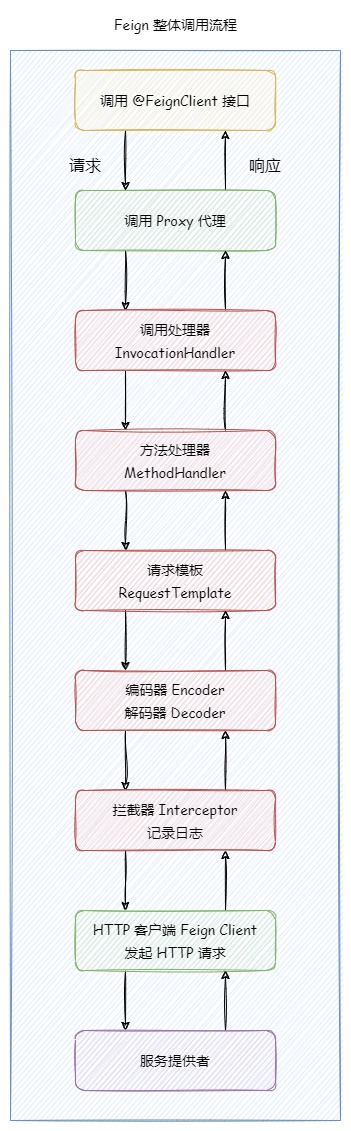 Feign 整体调用流程
调用 @FeignClient 接口
请求
响应
调用 Proxy 代理
调用处理器
InvocationHandler
方法处理器
MethodHandler
请求模板
RequestTemplate
编码器 Encoder
解码器 Decoder
拦截器 Interceptor
记录日志
HTTP 客户端 Feign Client
发起 HTTP 请求
服务提供者